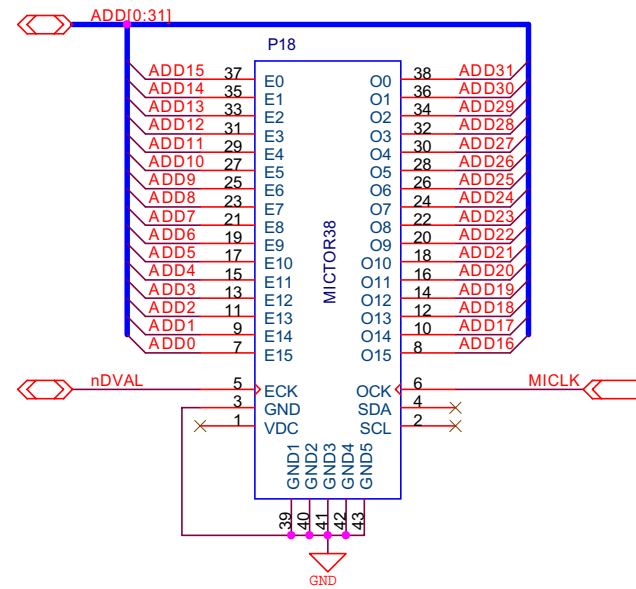 ADD[0:31]
P18
ADD15 37 E0 O0 38 ADD31
ADD14 35 E1 O1 36 ADD30
ADD13 33 E2 O2 34 ADD29
ADD12 31 E3 O3 32 ADD28
ADD11 29 E4 O4 30 ADD27
ADD10 27 E5 O5 28 ADD26
ADD9 25 E6 O6 26 ADD25
ADD8 23 E7 O7 24 ADD24
ADD7 21 E8 O8 22 ADD23
ADD6 19 E9 O9 20 ADD22
ADD5 17 E10 O10 18 ADD21
ADD4 15 E11 O11 16 ADD20
ADD3 13 E12 O12 14 ADD19
ADD2 11 E13 O13 12 ADD18
ADD1 9 E14 O14 10 ADD17
ADD0 7 E15 O15 8 ADD16
MICTOR38
nDVAL 5 ECK OCK 6 MICLK
3 GND SDA 4
1 VDC SCL 2
GND1 GND2 GND3 GND4 GND5
39 40 41 42 43
GND